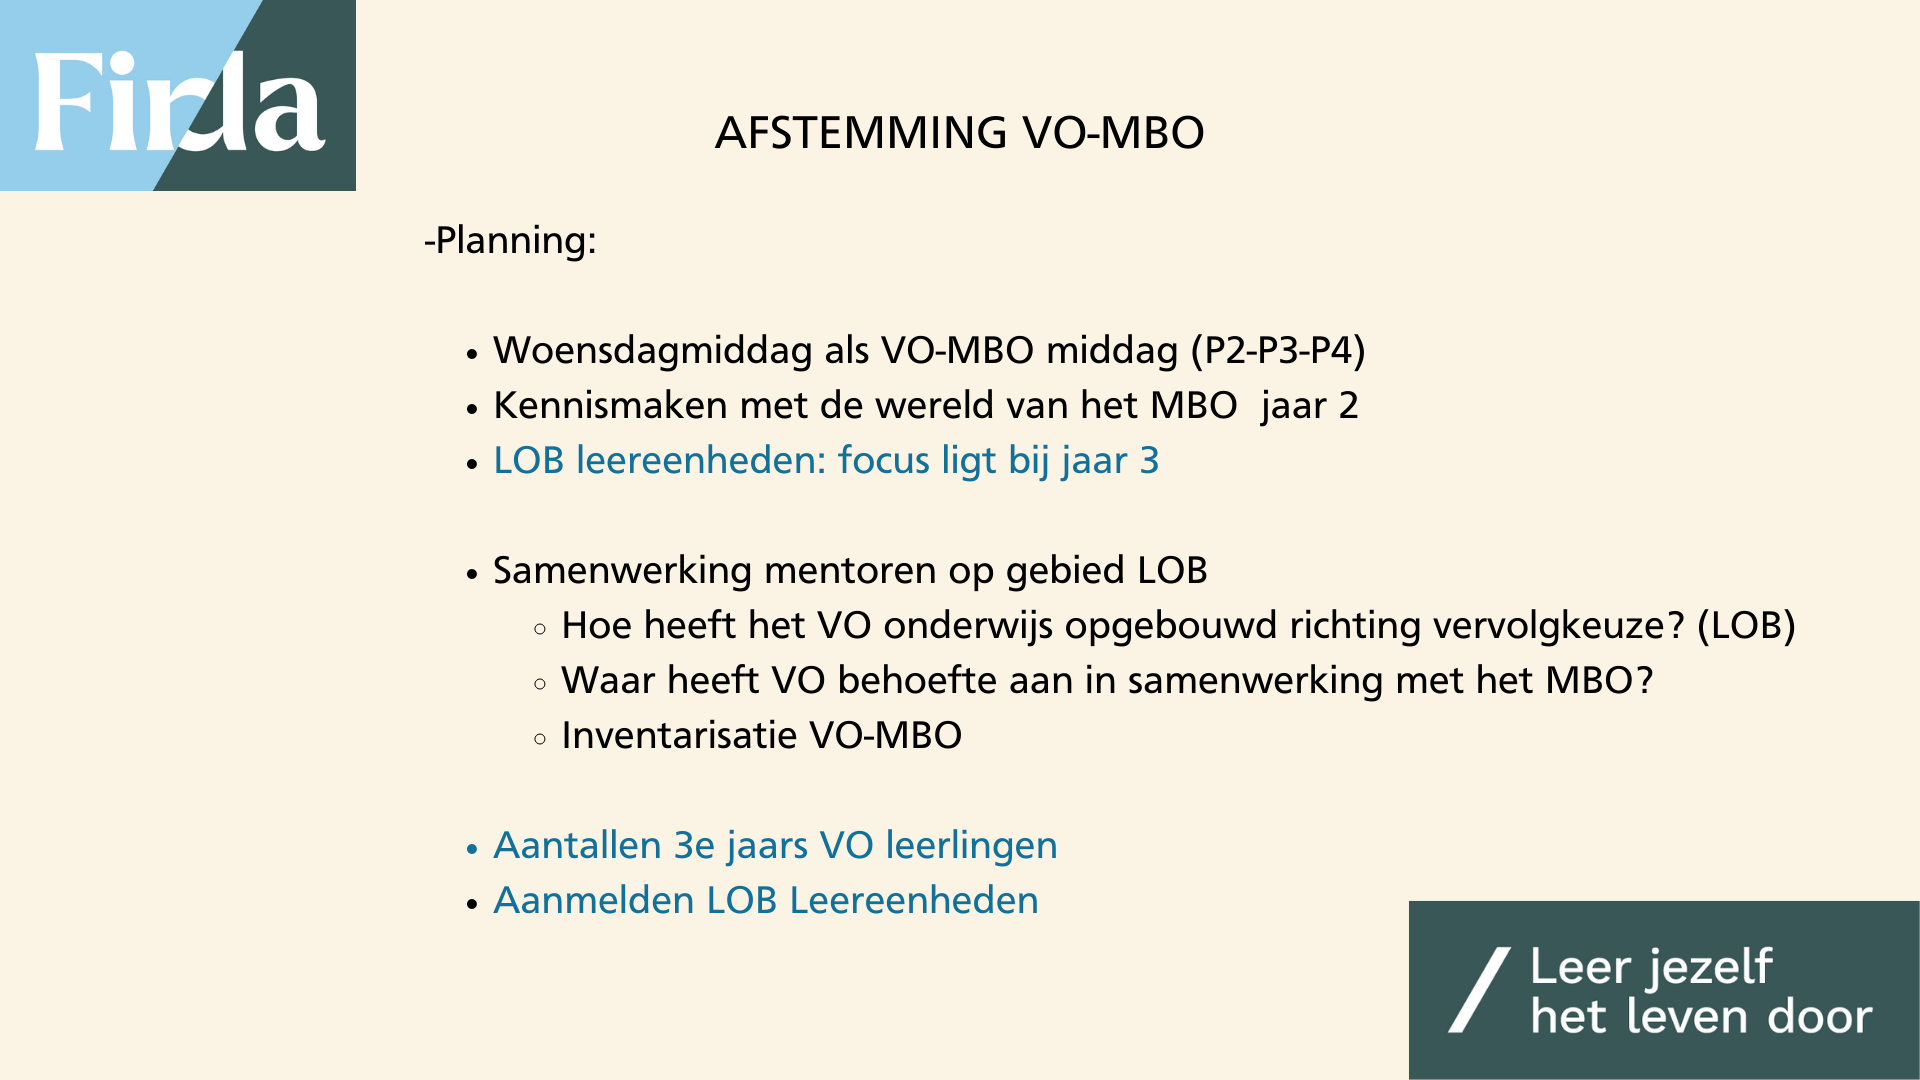 Firda
AFSTEMMING VO-MBO
-Planning:
• Woensdagmiddag als VO-MBO middag (P2-P3-P4)
• Kennismaken met de wereld van het MBO  jaar 2
• LOB leereenheden: focus ligt bij jaar 3
• Samenwerking mentoren op gebied LOB
◦ Hoe heeft het VO onderwijs opgebouwd richting vervolgkeuze? (LOB)
◦ Waar heeft VO behoefte aan in samenwerking met het MBO?
◦ Inventarisatie VO-MBO
• Aantallen 3e jaars VO leerlingen
• Aanmelden LOB Leereenheden
/ Leer jezelf
het leven door